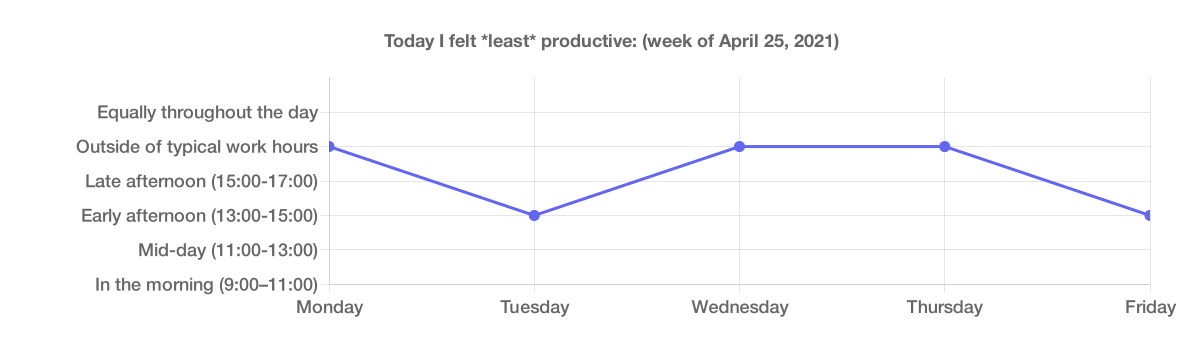 Today I felt *least* productive: (week of April 25, 2021)
Equally throughout the day
Outside of typical work hours
Late afternoon (15:00-17:00)
Early afternoon (13:00-15:00)
Mid-day (11:00-13:00)
In the morning (9:00–11:00)
Monday Tuesday Wednesday Thursday Friday